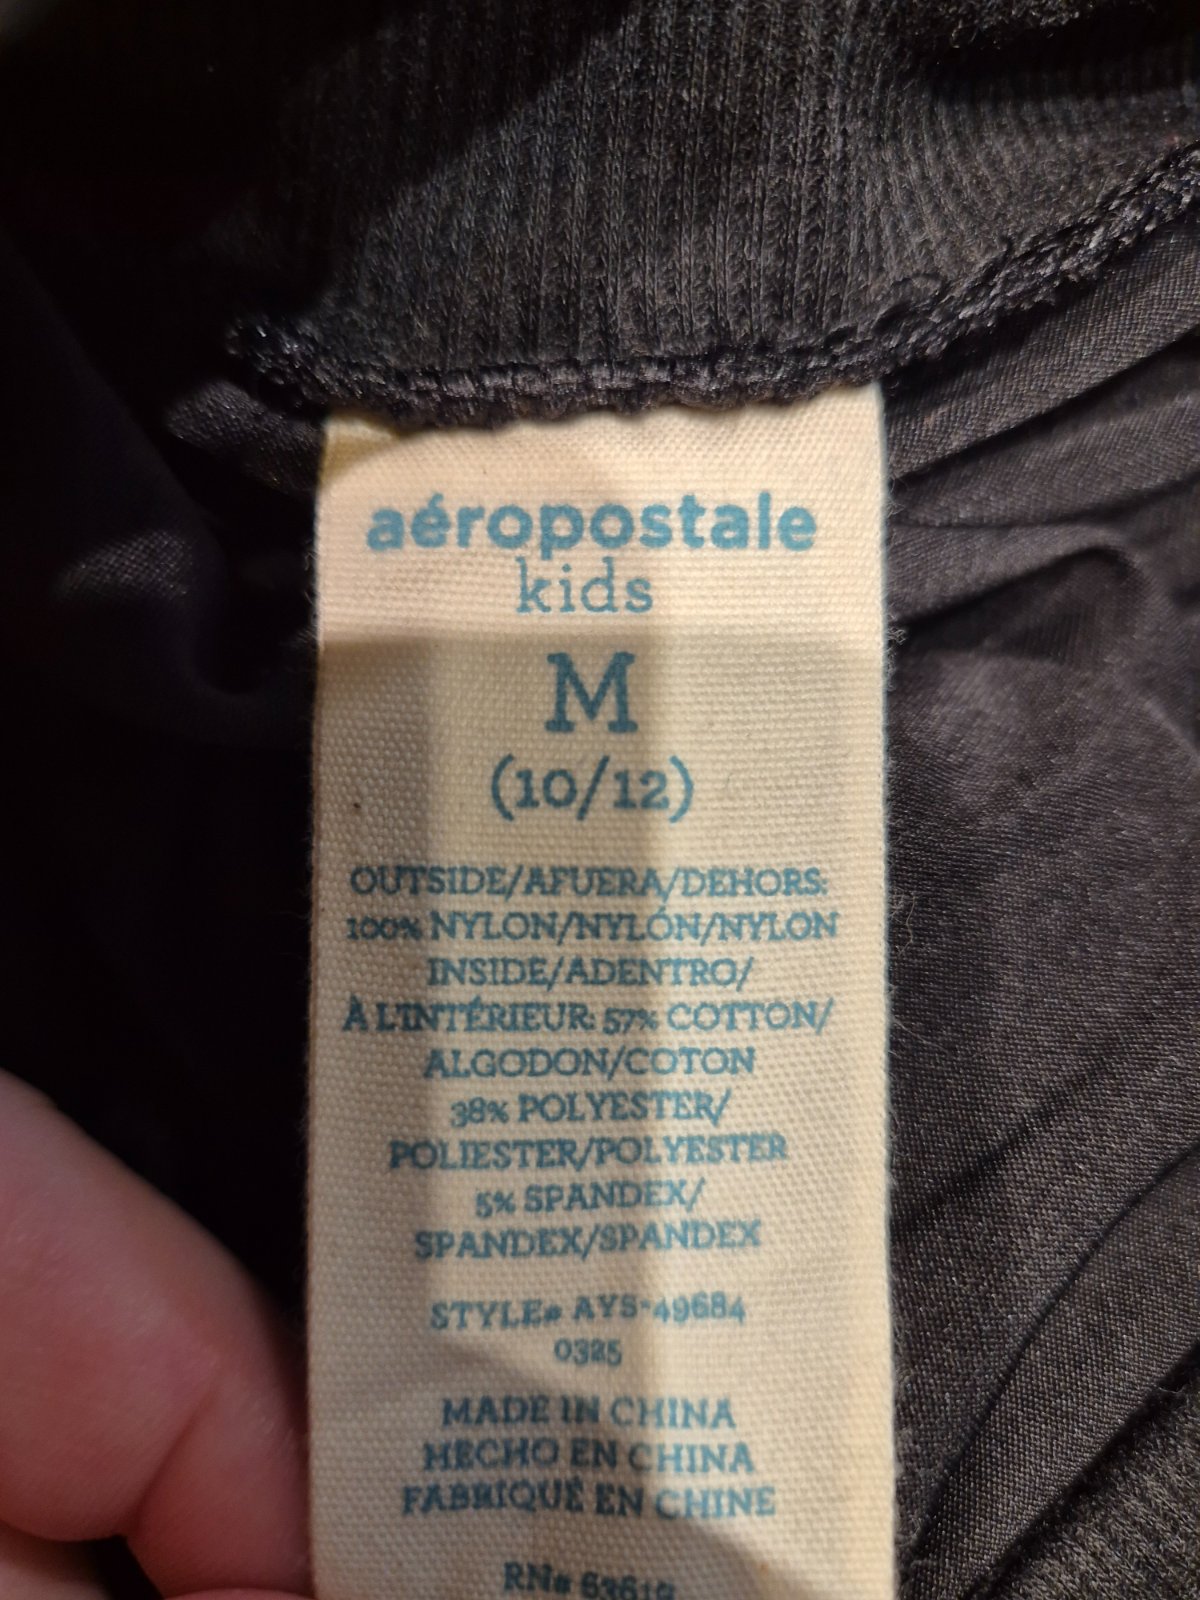 aéropostale
kids
M
(10/12)
OUTSIDE/AFUERA/DEHORS:
100% NYLON/NYLÓN/NYLON
INSIDE/ADENTRO/
À L'INTÉRIEUR: 57% COTTON/
ALGODON/COTON
38% POLYESTER/
POLIESTER/POLYESTER
5% SPANDEX/
SPANDEX/SPANDEX
STYLE# AYS-49684
0325
MADE IN CHINA
HECHO EN CHINA
FABRIQUÉ EN CHINE
RN# 63619